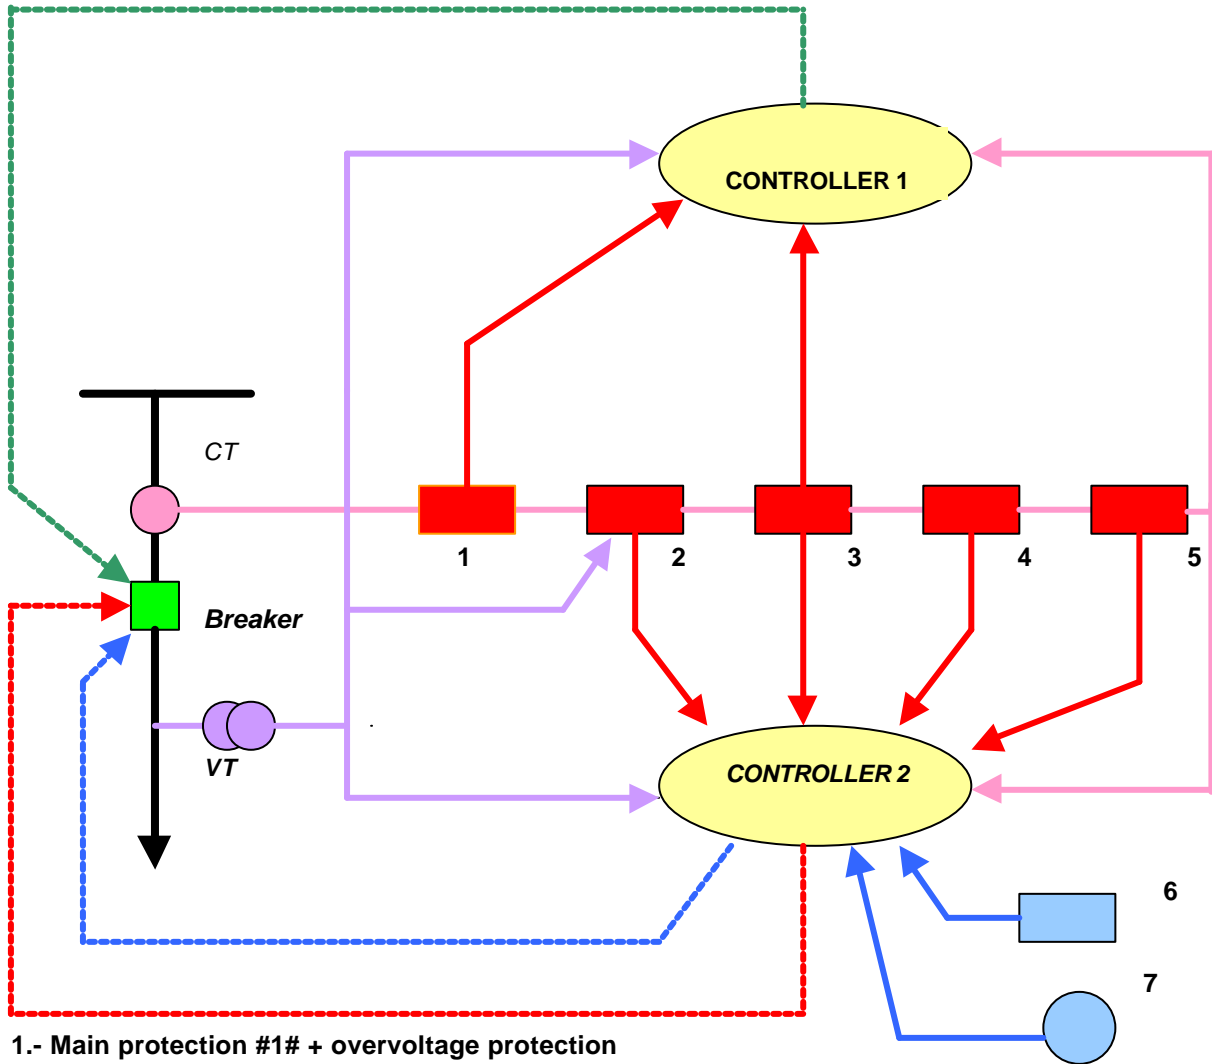 CONTROLLER 1
CT
1
2
3
4
5
Breaker
VT
CONTROLLER 2
6
7
1.- Main protection #1# + overvoltage protection